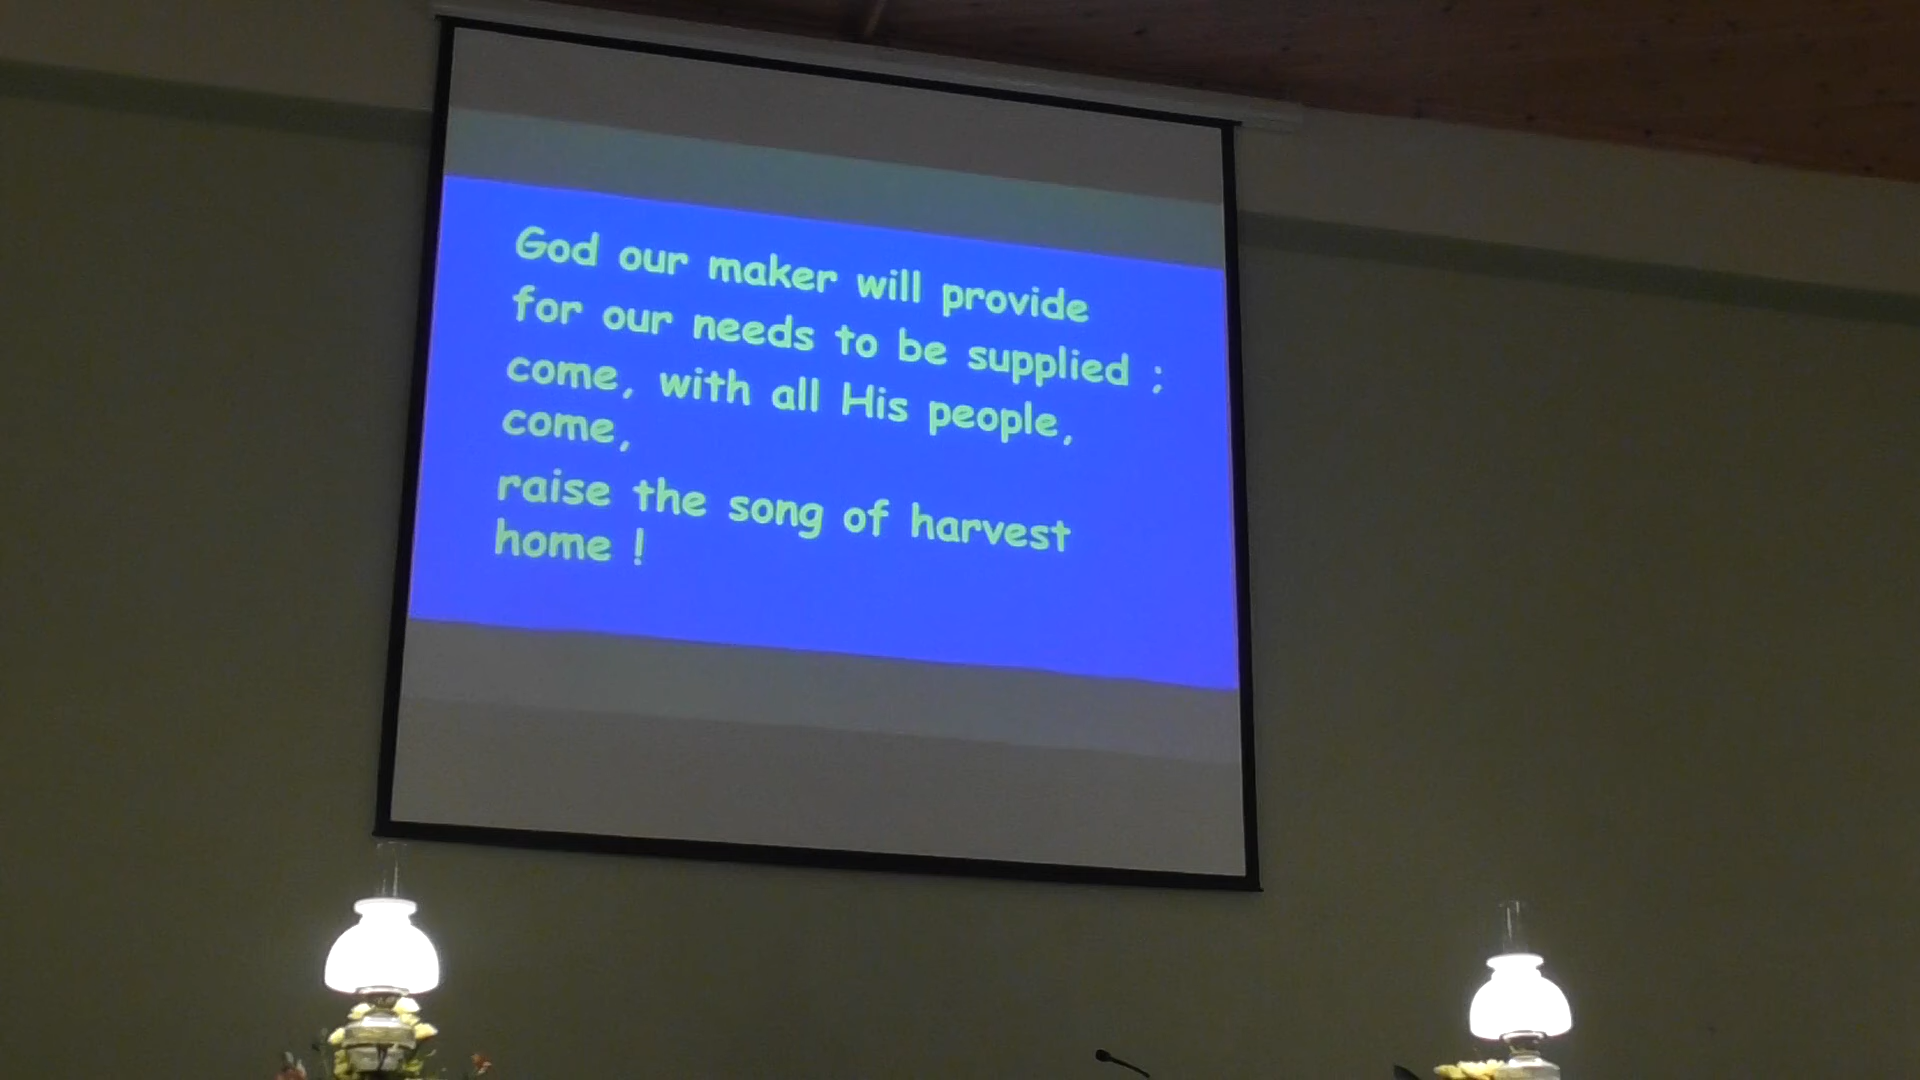 God our maker will provide
for our needs to be supplied ;
come, with all His people,
come,
raise the song of harvest
home !